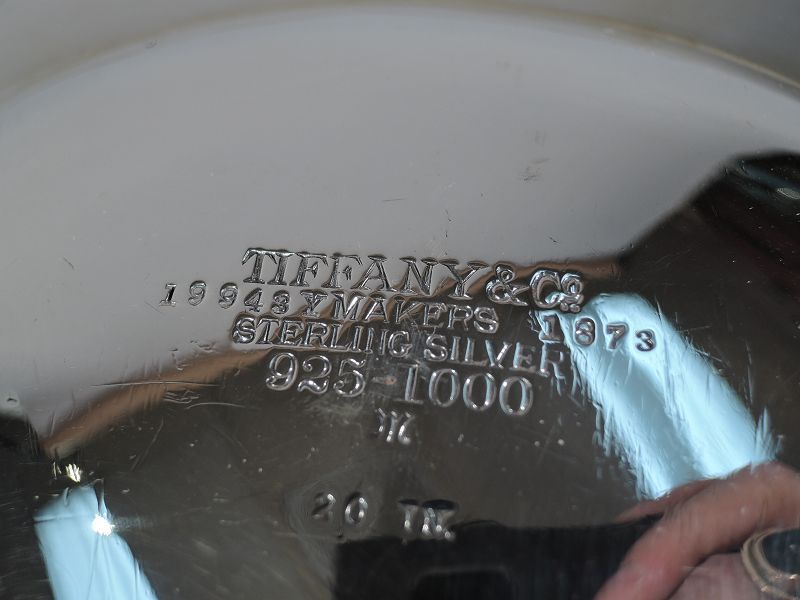 TIFFANY & Co
19943 Y MAKERS 1873
STERLING SILVER
925-1000
m
20 IN.